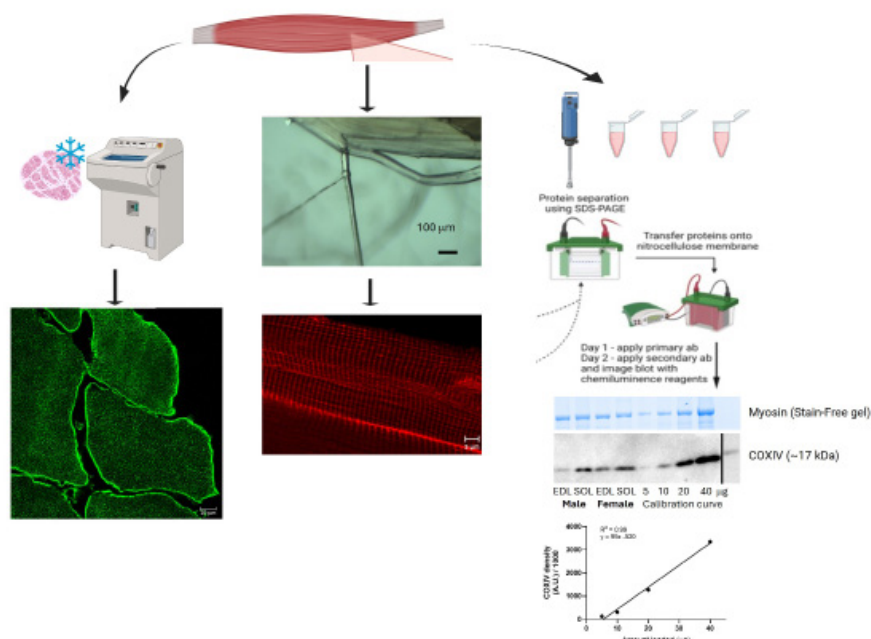 100 µm
Protein separation
using SDS-PAGE
Transfer proteins onto
nitrocellulose membrane
Day 1 - apply primary ab
Day 2 - apply secondary ab
and image blot with
chemiluminence reagents
Myosin (Stain-Free gel)
COXIV (~17 kDa)
EDL SOL EDL SOL 5 10 20 40 µg
Male Female Calibration curve
COXIV density
(A.U.) / 1000
4000
3000
2000
1000
0
0 10 20 30 40